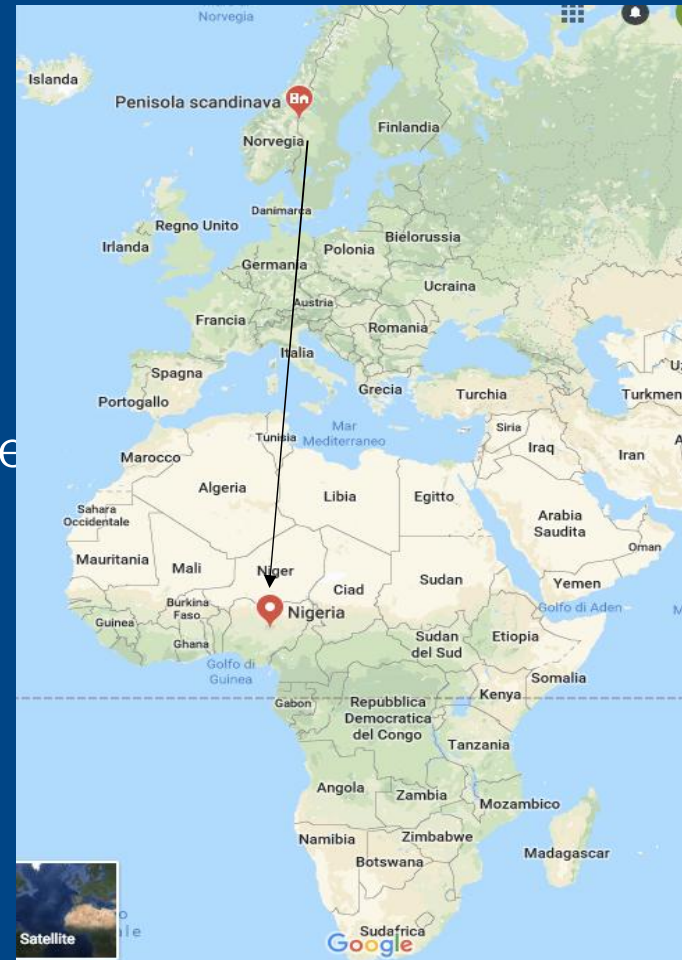 Norvegia
Islanda
Penisola scandinava
Finlandia
Norvegia
Danimarca
Regno Unito
Bielorussia
Irlanda
Polonia
Germania
Ucraina
Austria
Francia
Romania
Italia
Spagna
Grecia
Turchia
Portogallo
Turkmen
Mar
Mediterraneo
Tunisia
Siria
Marocco
Iraq
Iran
Algeria
Libia
Egitto
Sahara
Occidentale
Arabia
Saudita
Oman
Mauritania
Mali
Niger
Ciad
Sudan
Yemen
Burkina
Faso
Nigeria
Golfo di Aden
Guinea
Ghana
Sudan
del Sud
Etiopia
Golfo di
Guinea
Somalia
Gabon
Repubblica
Democratica
del Congo
Kenya
Tanzania
Angola
Zambia
Mozambico
Namibia
Zimbabwe
Botswana
Madagascar
Satellite
Sudafrica
Google